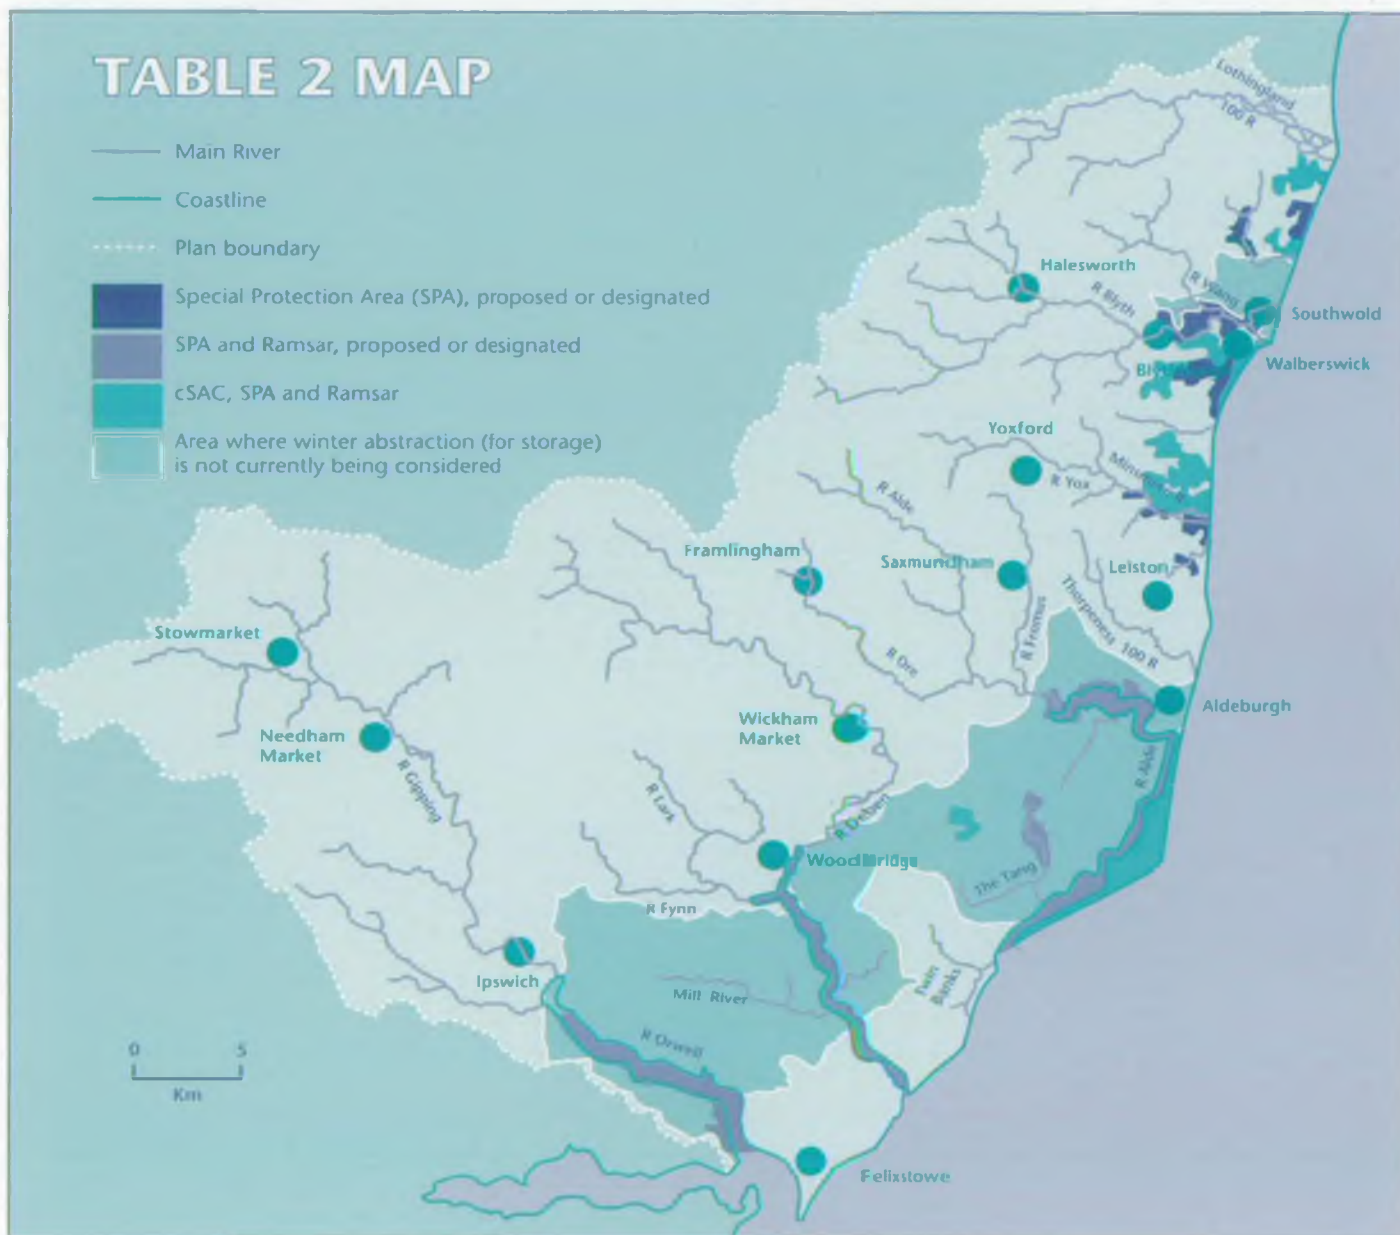 TABLE 2 MAP
Main River
Coastline
Plan boundary
Special Protection Area (SPA), proposed or designated
SPA and Ramsar, proposed or designated
cSAC, SPA and Ramsar
Area where winter abstraction (for storage)
is not currently being considered
Lothingland
100 R
Halesworth
R Blyth
R Wang
Southwold
Walberswick
Yoxford
R Yox
R Alde
Framlingham
Saxmundham
Leiston
Thorpeness 100 R
R Fromus
Stowmarket
R Ore
Aldeburgh
Wickham
Market
Needham
Market
R Gipping
R Lark
R Deben
R Alde
Woodbridge
The Tang
R Fynn
Ipswich
Mill River
Twin
Banks
R Orwell
0 5
Km
Felixstowe